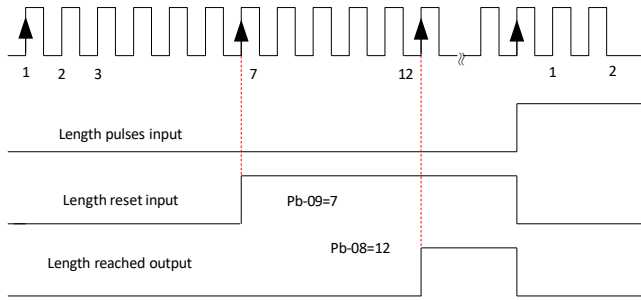 1 2 3 7 12 1 2
Length pulses input
Length reset input Pb-09=7
Pb-08=12
Length reached output